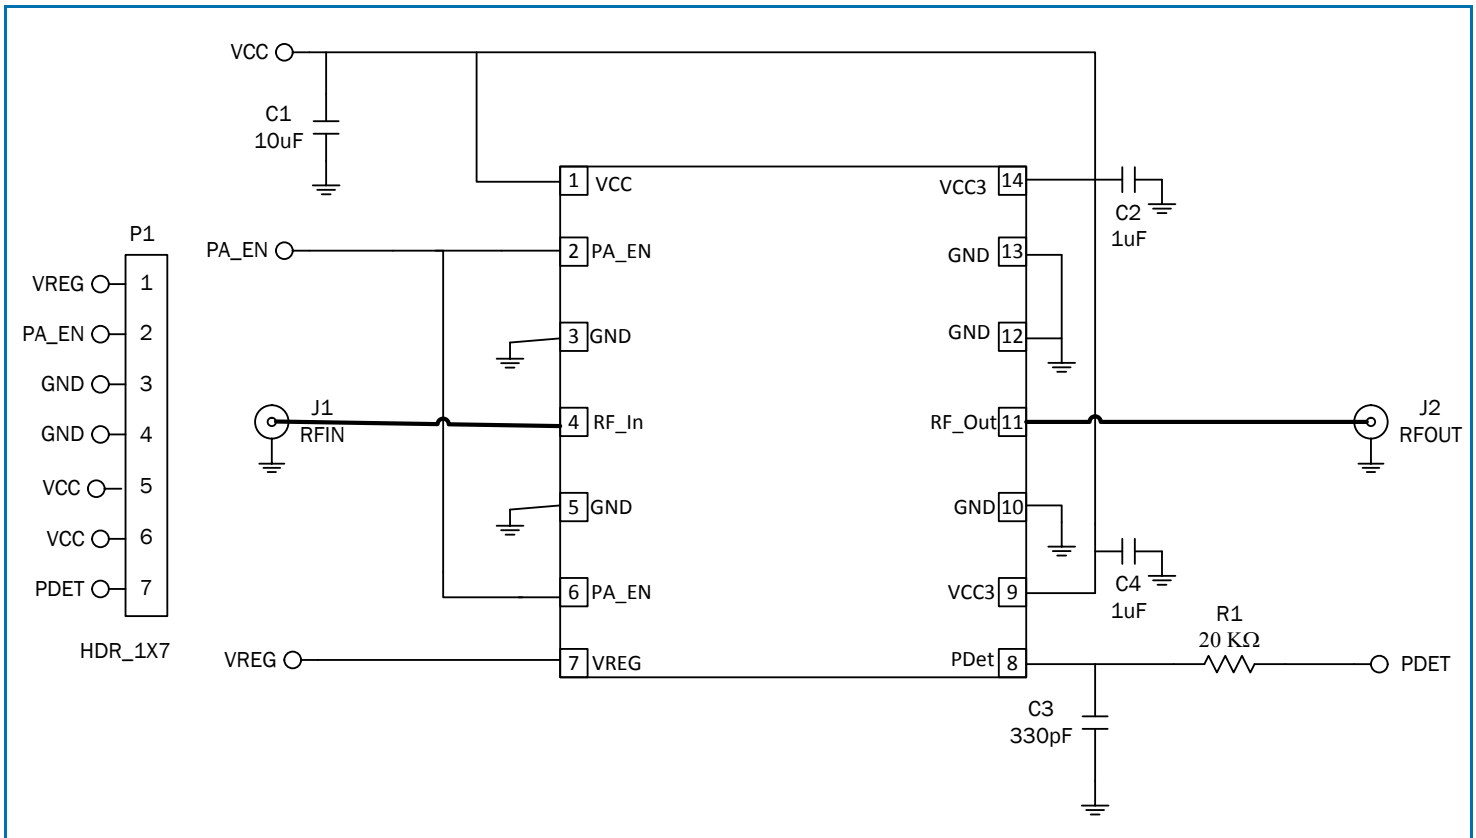 VCC
C1
10uF
1 VCC
VCC3 14
C2
1uF
P1
PA_EN
2 PA_EN
GND 13
VREG 1
PA_EN 2
3 GND
GND 12
GND 3
J1
RFIN
4 RF_In
RF_Out 11
J2
RFOUT
GND 4
VCC 5
5 GND
GND 10
VCC 6
C4
1uF
PDET 7
6 PA_EN
VCC3 9
HDR_1X7
VREG
7 VREG
PDet 8
R1
20 KΩ
PDET
C3
330pF